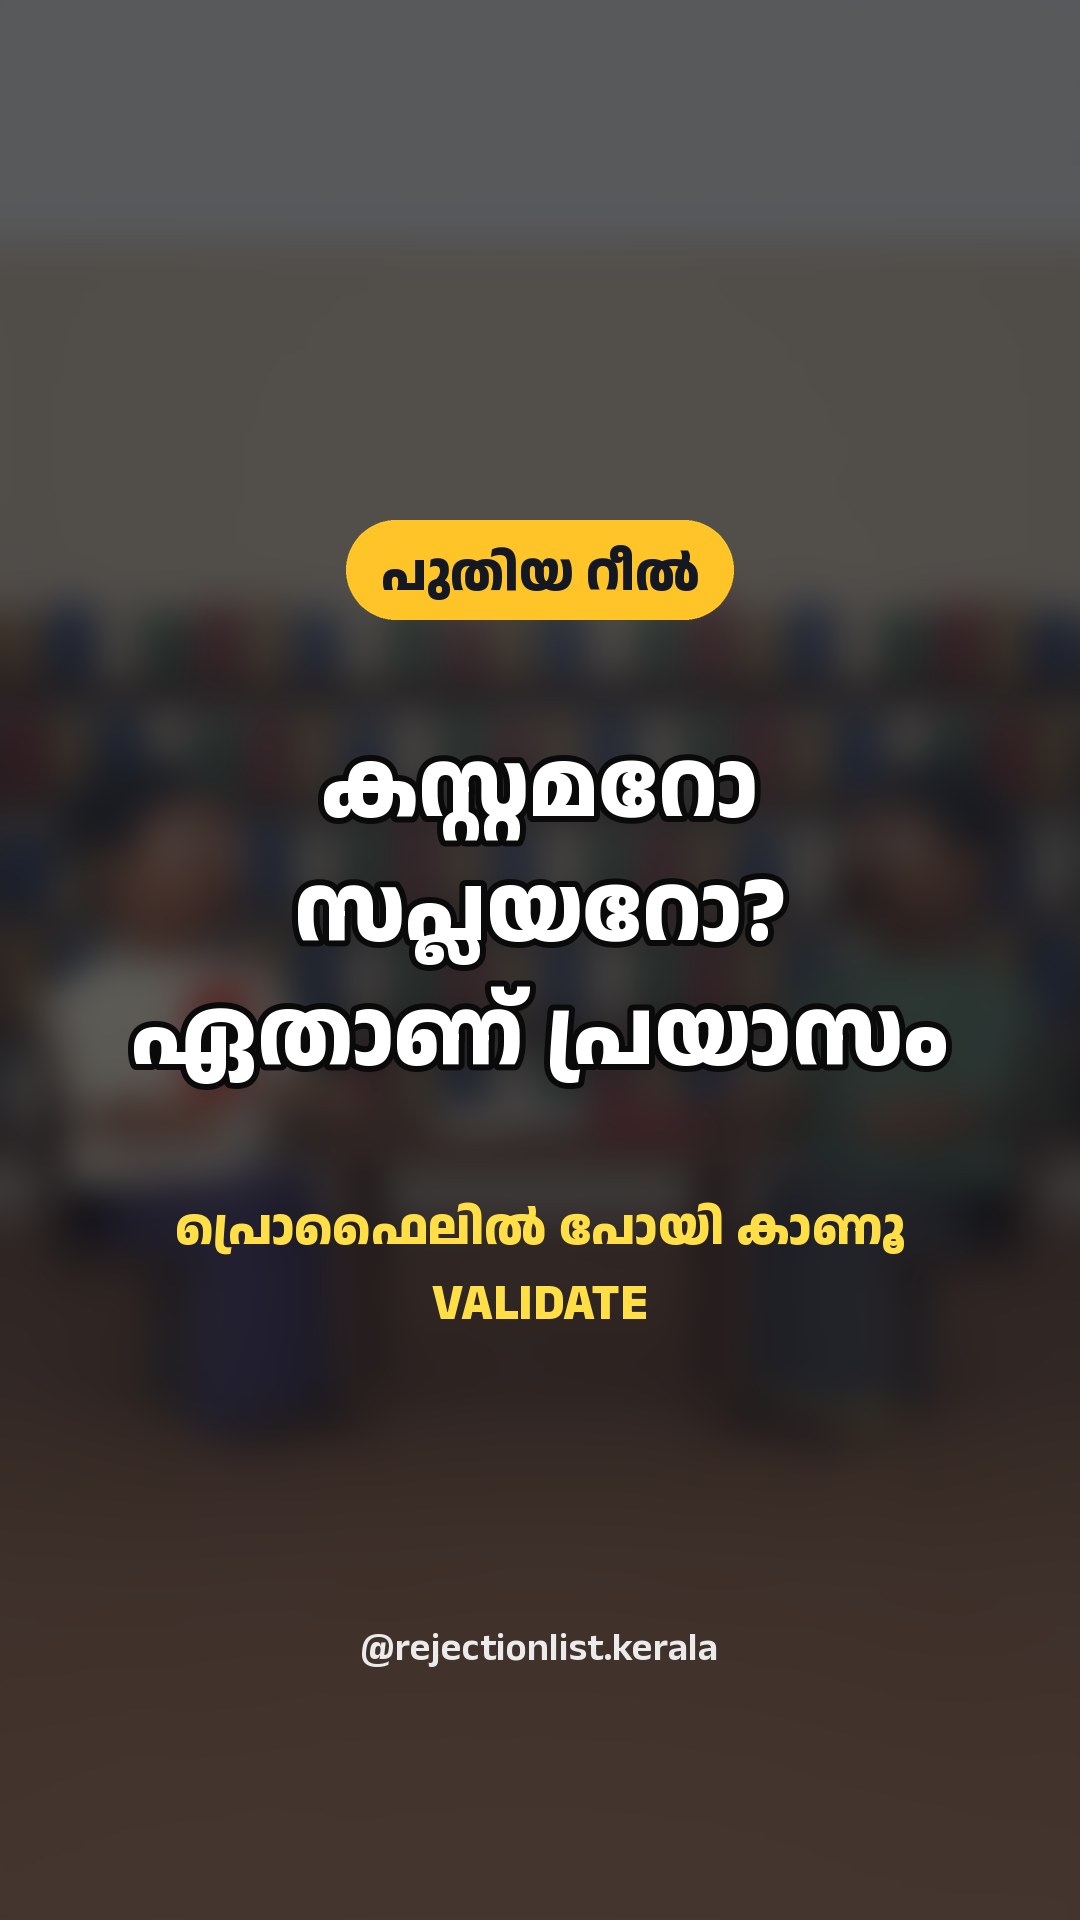 പുതിയ റീൽ
കസ്റ്റമറോ
സപ്ലയറോ?
ഏതാണ് പ്രയാസം
പ്രൊഫൈലിൽ പോയി കാണൂ
VALIDATE
@rejectionlist.kerala